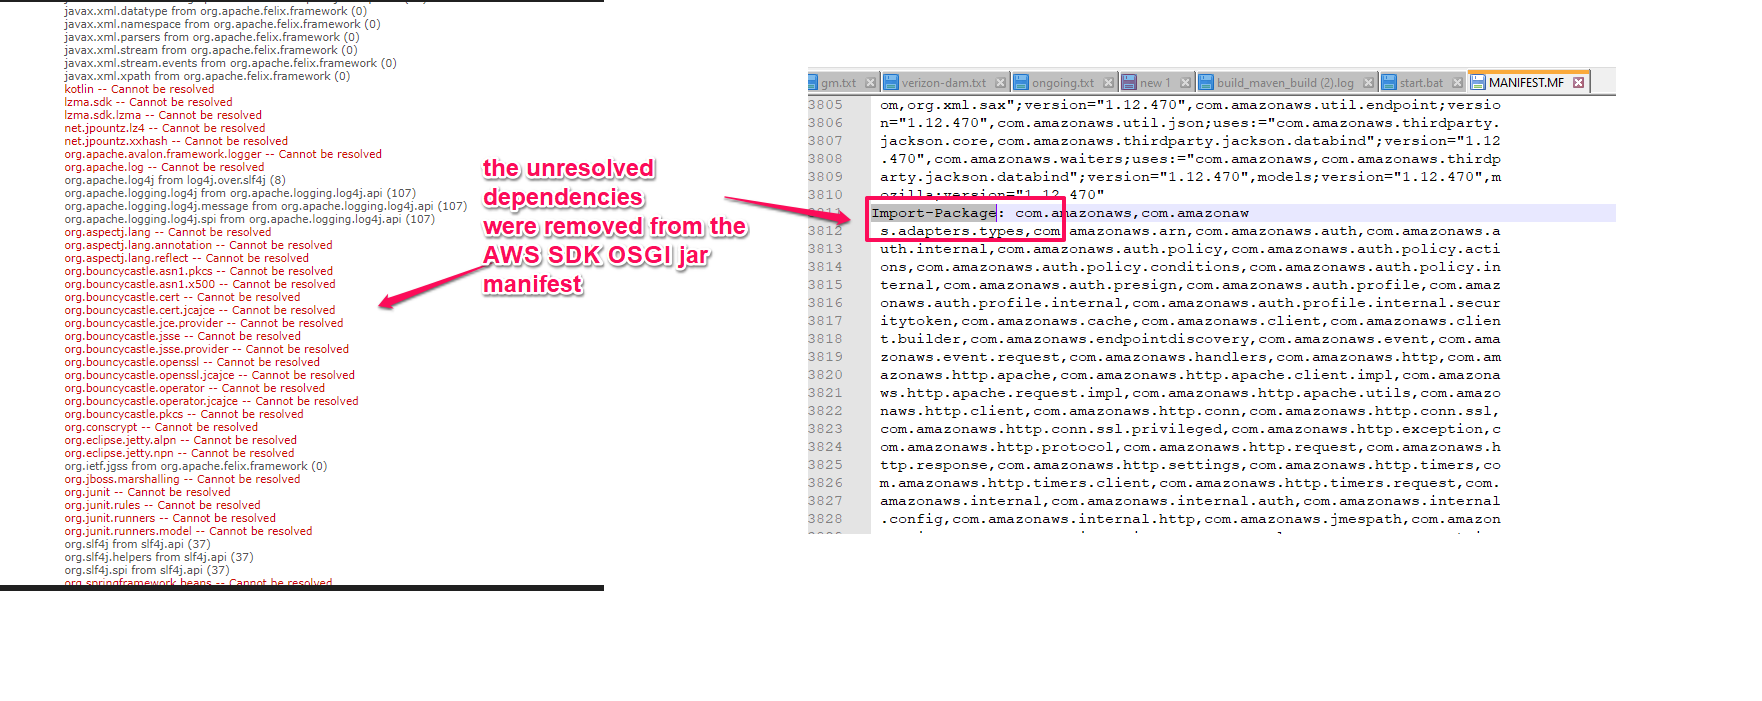 javax.xml.datatype from org.apache.felix.framework (0)
javax.xml.namespace from org.apache.felix.framework (0)
javax.xml.parsers from org.apache.felix.framework (0)
javax.xml.stream from org.apache.felix.framework (0)
javax.xml.stream.events from org.apache.felix.framework (0)
javax.xml.xpath from org.apache.felix.framework (0)
kotlin -- Cannot be resolved
lzma.sdk -- Cannot be resolved
lzma.sdk.lzma -- Cannot be resolved
net.jpountz.lz4 -- Cannot be resolved
net.jpountz.xxhash -- Cannot be resolved
org.apache.avalon.framework.logger -- Cannot be resolved
org.apache.log -- Cannot be resolved
org.apache.log4j from log4j.over.slf4j (8)
org.apache.logging.log4j from org.apache.logging.log4j.api (107)
org.apache.logging.log4j.message from org.apache.logging.log4j.api (107)
org.apache.logging.log4j.spi from org.apache.logging.log4j.api (107)
org.aspectj.lang -- Cannot be resolved
org.aspectj.lang.annotation -- Cannot be resolved
org.aspectj.lang.reflect -- Cannot be resolved
org.bouncycastle.asn1.pkcs -- Cannot be resolved
org.bouncycastle.asn1.x500 -- Cannot be resolved
org.bouncycastle.cert -- Cannot be resolved
org.bouncycastle.cert.jcajce -- Cannot be resolved
org.bouncycastle.jce.provider -- Cannot be resolved
org.bouncycastle.jsse -- Cannot be resolved
org.bouncycastle.jsse.provider -- Cannot be resolved
org.bouncycastle.openssl -- Cannot be resolved
org.bouncycastle.openssl.jcajce -- Cannot be resolved
org.bouncycastle.operator -- Cannot be resolved
org.bouncycastle.operator.jcajce -- Cannot be resolved
org.bouncycastle.pkcs -- Cannot be resolved
org.conscrypt -- Cannot be resolved
org.eclipse.jetty.alpn -- Cannot be resolved
org.eclipse.jetty.npn -- Cannot be resolved
org.ietf.jgss from org.apache.felix.framework (0)
org.jboss.marshalling -- Cannot be resolved
org.junit -- Cannot be resolved
org.junit.rules -- Cannot be resolved
org.junit.runners -- Cannot be resolved
org.junit.runners.model -- Cannot be resolved
org.slf4j from slf4j.api (37)
org.slf4j.helpers from slf4j.api (37)
org.slf4j.spi from slf4j.api (37)
org.springframework.beans -- Cannot be resolved
the unresolved
dependencies
were removed from the
AWS SDK OSGI jar
manifest
gm.txt verizon-dam.txt ongoing.txt new 1 build_maven_build (2).log start.bat MANIFEST.MF
3805 om,org.xml.sax";version="1.12.470",com.amazonaws.util.endpoint;versio
3806 n="1.12.470",com.amazonaws.util.json;uses:="com.amazonaws.thirdparty.
3807 jackson.core,com.amazonaws.thirdparty.jackson.databind";version="1.12
3808 .470",com.amazonaws.waiters;uses:="com.amazonaws,com.amazonaws.thirdp
3809 arty.jackson.databind";version="1.12.470",models;version="1.12.470",m
3810 ozilla;version="1.12.470"
3811 Import-Package: com.amazonaws,com.amazonaw
3812 s.adapters.types,com.amazonaws.arn,com.amazonaws.auth,com.amazonaws.a
3813 uth.internal,com.amazonaws.auth.policy,com.amazonaws.auth.policy.acti
3814 ons,com.amazonaws.auth.policy.conditions,com.amazonaws.auth.policy.in
3815 ternal,com.amazonaws.auth.presign,com.amazonaws.auth.profile,com.amaz
3816 onaws.auth.profile.internal,com.amazonaws.auth.profile.internal.secur
3817 itytoken,com.amazonaws.cache,com.amazonaws.client,com.amazonaws.clien
3818 t.builder,com.amazonaws.endpointdiscovery,com.amazonaws.event,com.ama
3819 zonaws.event.request,com.amazonaws.handlers,com.amazonaws.http,com.am
3820 azonaws.http.apache,com.amazonaws.http.apache.client.impl,com.amazona
3821 ws.http.apache.request.impl,com.amazonaws.http.apache.utils,com.amazo
3822 naws.http.client,com.amazonaws.http.conn,com.amazonaws.http.conn.ssl,
3823 com.amazonaws.http.conn.ssl.privileged,com.amazonaws.http.exception,c
3824 om.amazonaws.http.protocol,com.amazonaws.http.request,com.amazonaws.h
3825 ttp.response,com.amazonaws.http.settings,com.amazonaws.http.timers,co
3826 m.amazonaws.http.timers.client,com.amazonaws.http.timers.request,com.
3827 amazonaws.internal,com.amazonaws.internal.auth,com.amazonaws.internal
3828 .config,com.amazonaws.internal.http,com.amazonaws.jmespath,com.amazon